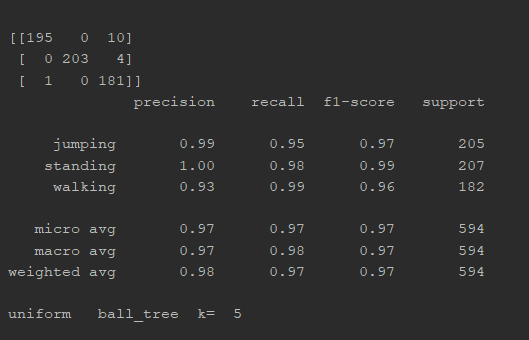 [[195   0  10]
 [  0 203   4]
 [  1   0 181]]
              precision    recall  f1-score   support

     jumping       0.99      0.95      0.97       205
    standing       1.00      0.98      0.99       207
     walking       0.93      0.99      0.96       182

   micro avg       0.97      0.97      0.97       594
   macro avg       0.97      0.98      0.97       594
weighted avg       0.98      0.97      0.97       594

uniform   ball_tree  k=  5